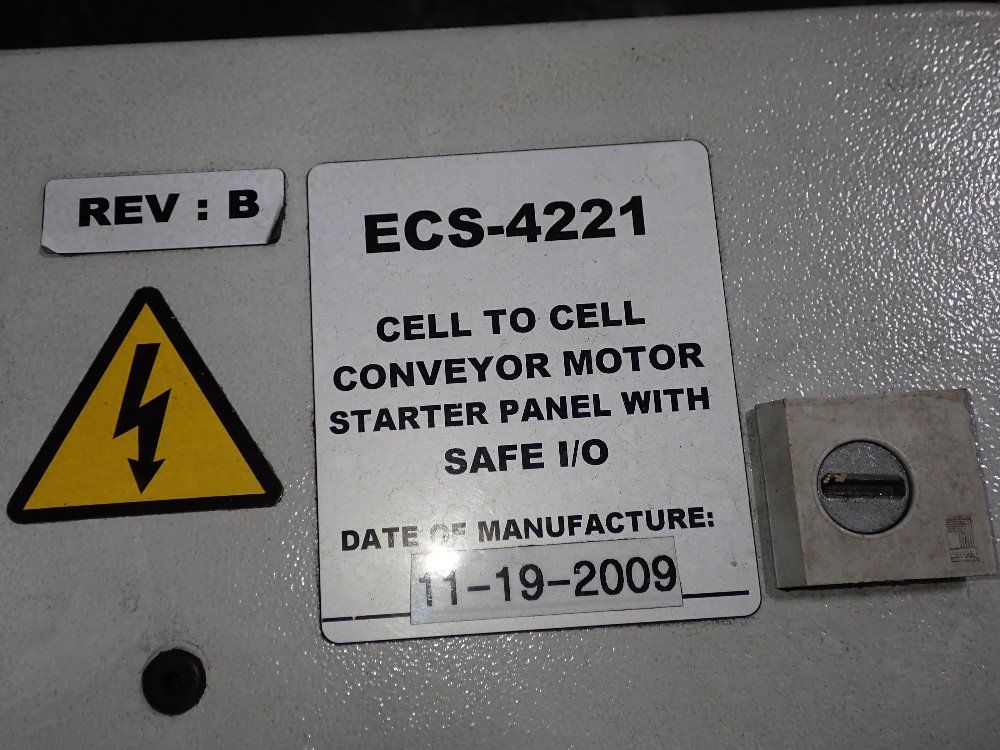 REV : B
ECS-4221
CELL TO CELL
CONVEYOR MOTOR
STARTER PANEL WITH
SAFE I/O
DATE OF MANUFACTURE:
11-19-2009